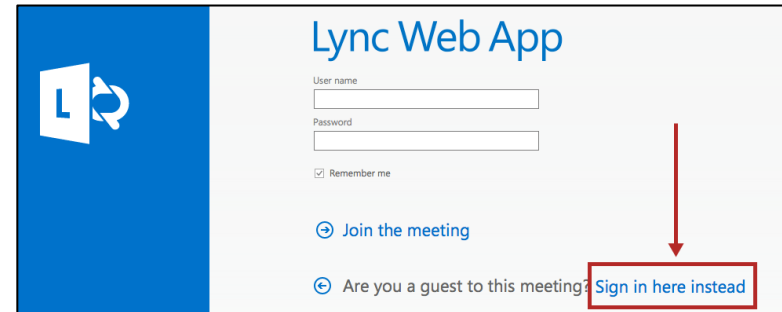 Lync Web App
User name
Password
Remember me
Join the meeting
Are you a guest to this meeting? Sign in here instead
L